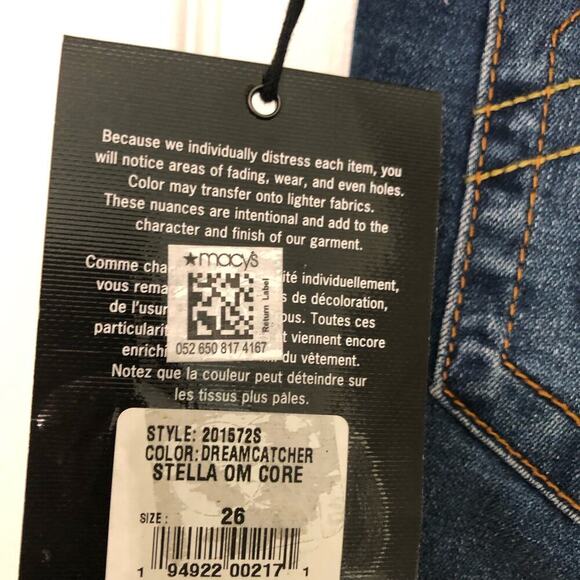 Because we individually distress each item, you
will notice areas of fading, wear, and even holes.
Color may transfer onto lighter fabrics.
These nuances are intentional and add to the
character and finish of our garment.
Comme cha ité individuellement,
vous rema s de décoloration,
de l'usur ous. Toutes ces
particularit t viennent encore
enrichi du vêtement.
Notez que la couleur peut déteindre sur
les tissus plus pâles.
★macy's
Return Label
052 650 817 4167
STYLE: 201572S
COLOR: DREAMCATCHER
STELLA OM CORE
SIZE: 26
1 94922 00217 1